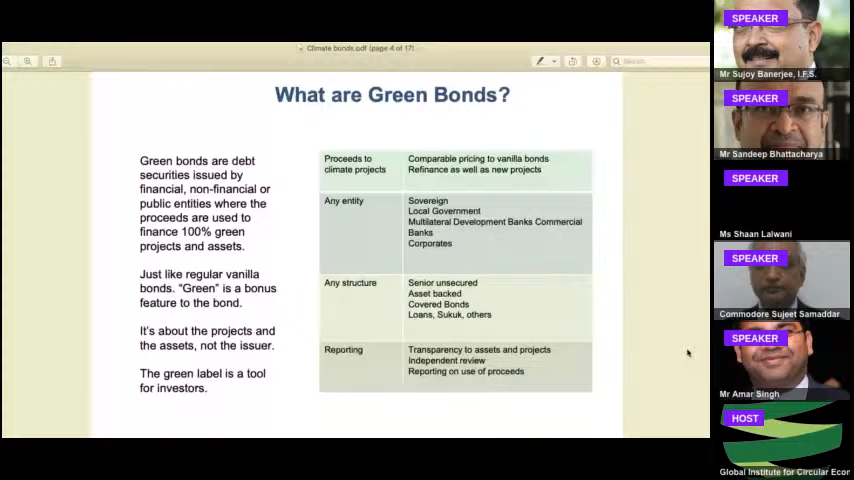 Climate bonds.pdf (page 4 of 17)
Search
What are Green Bonds?
Green bonds are debt
securities issued by
financial, non-financial or
public entities where the
proceeds are used to
finance 100% green
projects and assets.
Just like regular vanilla
bonds. “Green” is a bonus
feature to the bond.
It’s about the projects and
the assets, not the issuer.
The green label is a tool
for investors.
Proceeds to
climate projects
Comparable pricing to vanilla bonds
Refinance as well as new projects
Any entity
Sovereign
Local Government
Multilateral Development Banks Commercial
Banks
Corporates
Any structure
Senior unsecured
Asset backed
Covered Bonds
Loans, Sukuk, others
Reporting
Transparency to assets and projects
Independent review
Reporting on use of proceeds
SPEAKER
Mr Sujoy Banerjee, I.F.S.
SPEAKER
Mr Sandeep Bhattacharya
SPEAKER
Ms Shaan Lalwani
SPEAKER
Commodore Sujeet Samaddar
SPEAKER
Mr Amar Singh
HOST
Global Institute for Circular Econ